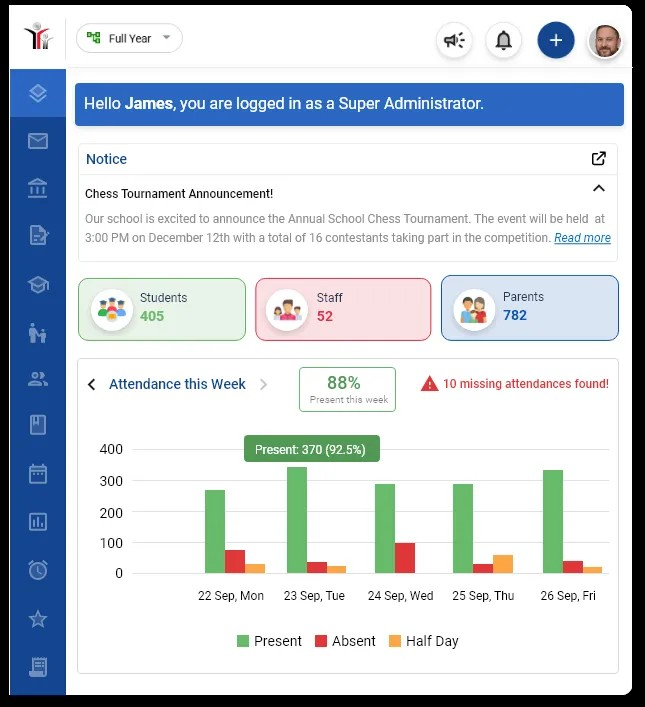 Full Year
Hello James, you are logged in as a Super Administrator.
Notice
Chess Tournament Announcement!
Our school is excited to announce the Annual School Chess Tournament. The event will be held at
3:00 PM on December 12th with a total of 16 contestants taking part in the competition. Read more
Students
405
Staff
52
Parents
782
Attendance this Week
88%
Present this week
10 missing attendances found!
Present: 370 (92.5%)
400
300
200
100
0
22 Sep, Mon
23 Sep, Tue
24 Sep, Wed
25 Sep, Thu
26 Sep, Fri
Present
Absent
Half Day